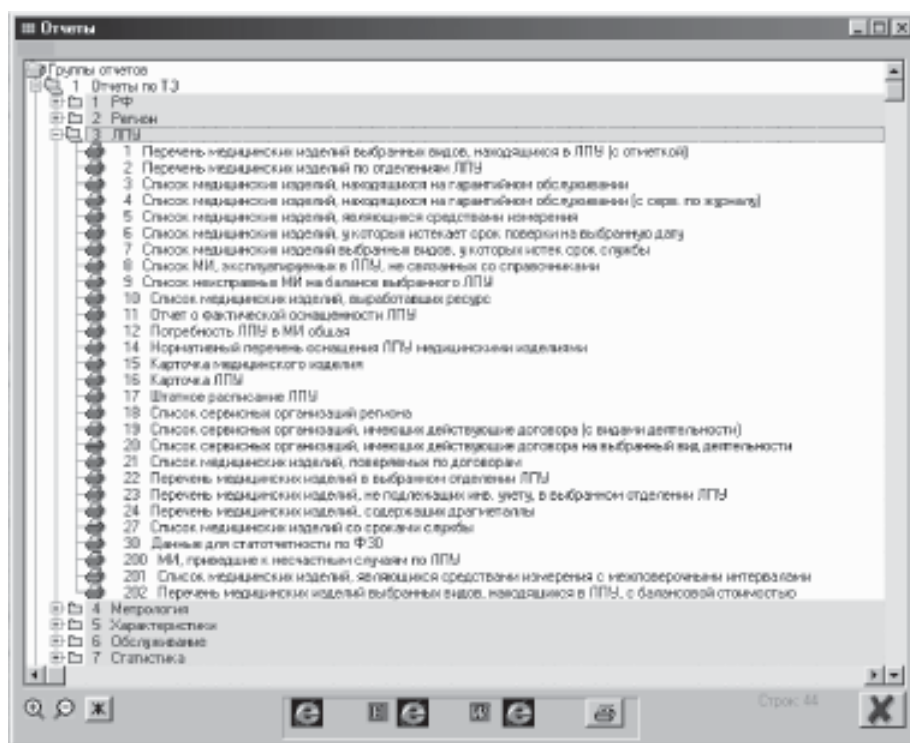 Отчеты
Группы отчетов
1 Отчеты по ТЭ
1 РФ
2 Регион
3 ЛПУ
1 Перечень медицинских изделий выбранных видов, находящихся в ЛПУ (с отметкой)
2 Перечень медицинских изделий по отделениям ЛПУ
3 Список медицинских изделий, находящихся на гарантийном обслуживании
4 Список медицинских изделий, находящихся на гарантийном обслуживании (с серв. по журналу)
5 Список медицинских изделий, являющихся средствами измерения
6 Список медицинских изделий, у которых истекает срок поверки на выбранную дату
7 Список медицинских изделий выбранных видов, у которых истек срок службы
8 Список МИ, эксплуатируемых в ЛПУ, не связанных со справочниками
9 Список неисправных МИ на балансе выбранного ЛПУ
10 Список медицинских изделий, выработавших ресурс
11 Отчет о фактической оснащенности ЛПУ
12 Потребность ЛПУ в МИ общая
14 Нормативный перечень оснащения ЛПУ медицинскими изделиями
15 Карточка медицинского изделия
16 Карточка ЛПУ
17 Штатное расписание ЛПУ
18 Список сервисных организаций региона
19 Список сервисных организаций, имеющих действующие договора (с видами деятельности)
20 Список сервисных организаций, имеющих действующие договора на выбранный вид деятельности
21 Список медицинских изделий, поверяемых по договорам
22 Перечень медицинских изделий в выбранном отделении ЛПУ
23 Перечень медицинских изделий, не подлежащих инв. учету, в выбранном отделении ЛПУ
24 Перечень медицинских изделий, содержащих драгметаллы
27 Список медицинских изделий со сроками службы
30 Данные для статотчетности по Ф30
200 МИ, приведшие к несчастным случаям по ЛПУ
201 Список медицинских изделий, являющихся средствами измерения с межповерочными интервалами
202 Перечень медицинских изделий выбранных видов, находящихся в ЛПУ, с балансовой стоимостью
4 Метрология
5 Характеристики
6 Обслуживание
7 Статистика
Строк: 44